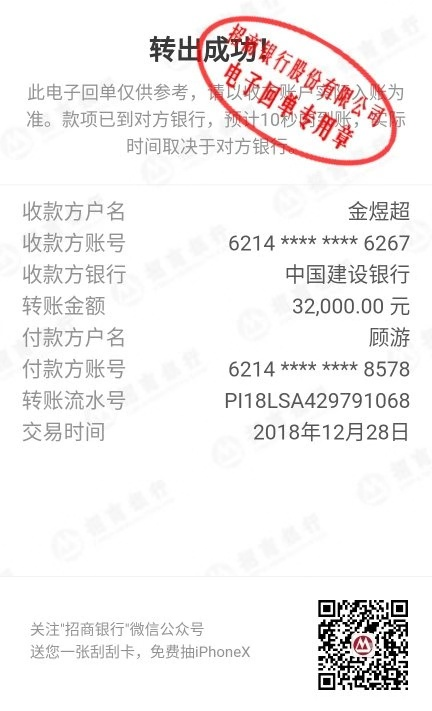 转出成功!
招商银行股份有限公司
电子回单专用章
此电子回单仅供参考，请以收款账户实际入账为
准。款项已到对方银行，预计10秒内到账，实际
时间取决于对方银行。
收款方户名 金煜超
收款方账号 6214 **** **** 6267
收款方银行 中国建设银行
转账金额 32,000.00 元
付款方户名 顾游
付款方账号 6214 **** **** 8578
转账流水号 PI18LSA429791068
交易时间 2018年12月28日
关注"招商银行"微信公众号
送您一张刮刮卡，免费抽iPhoneX